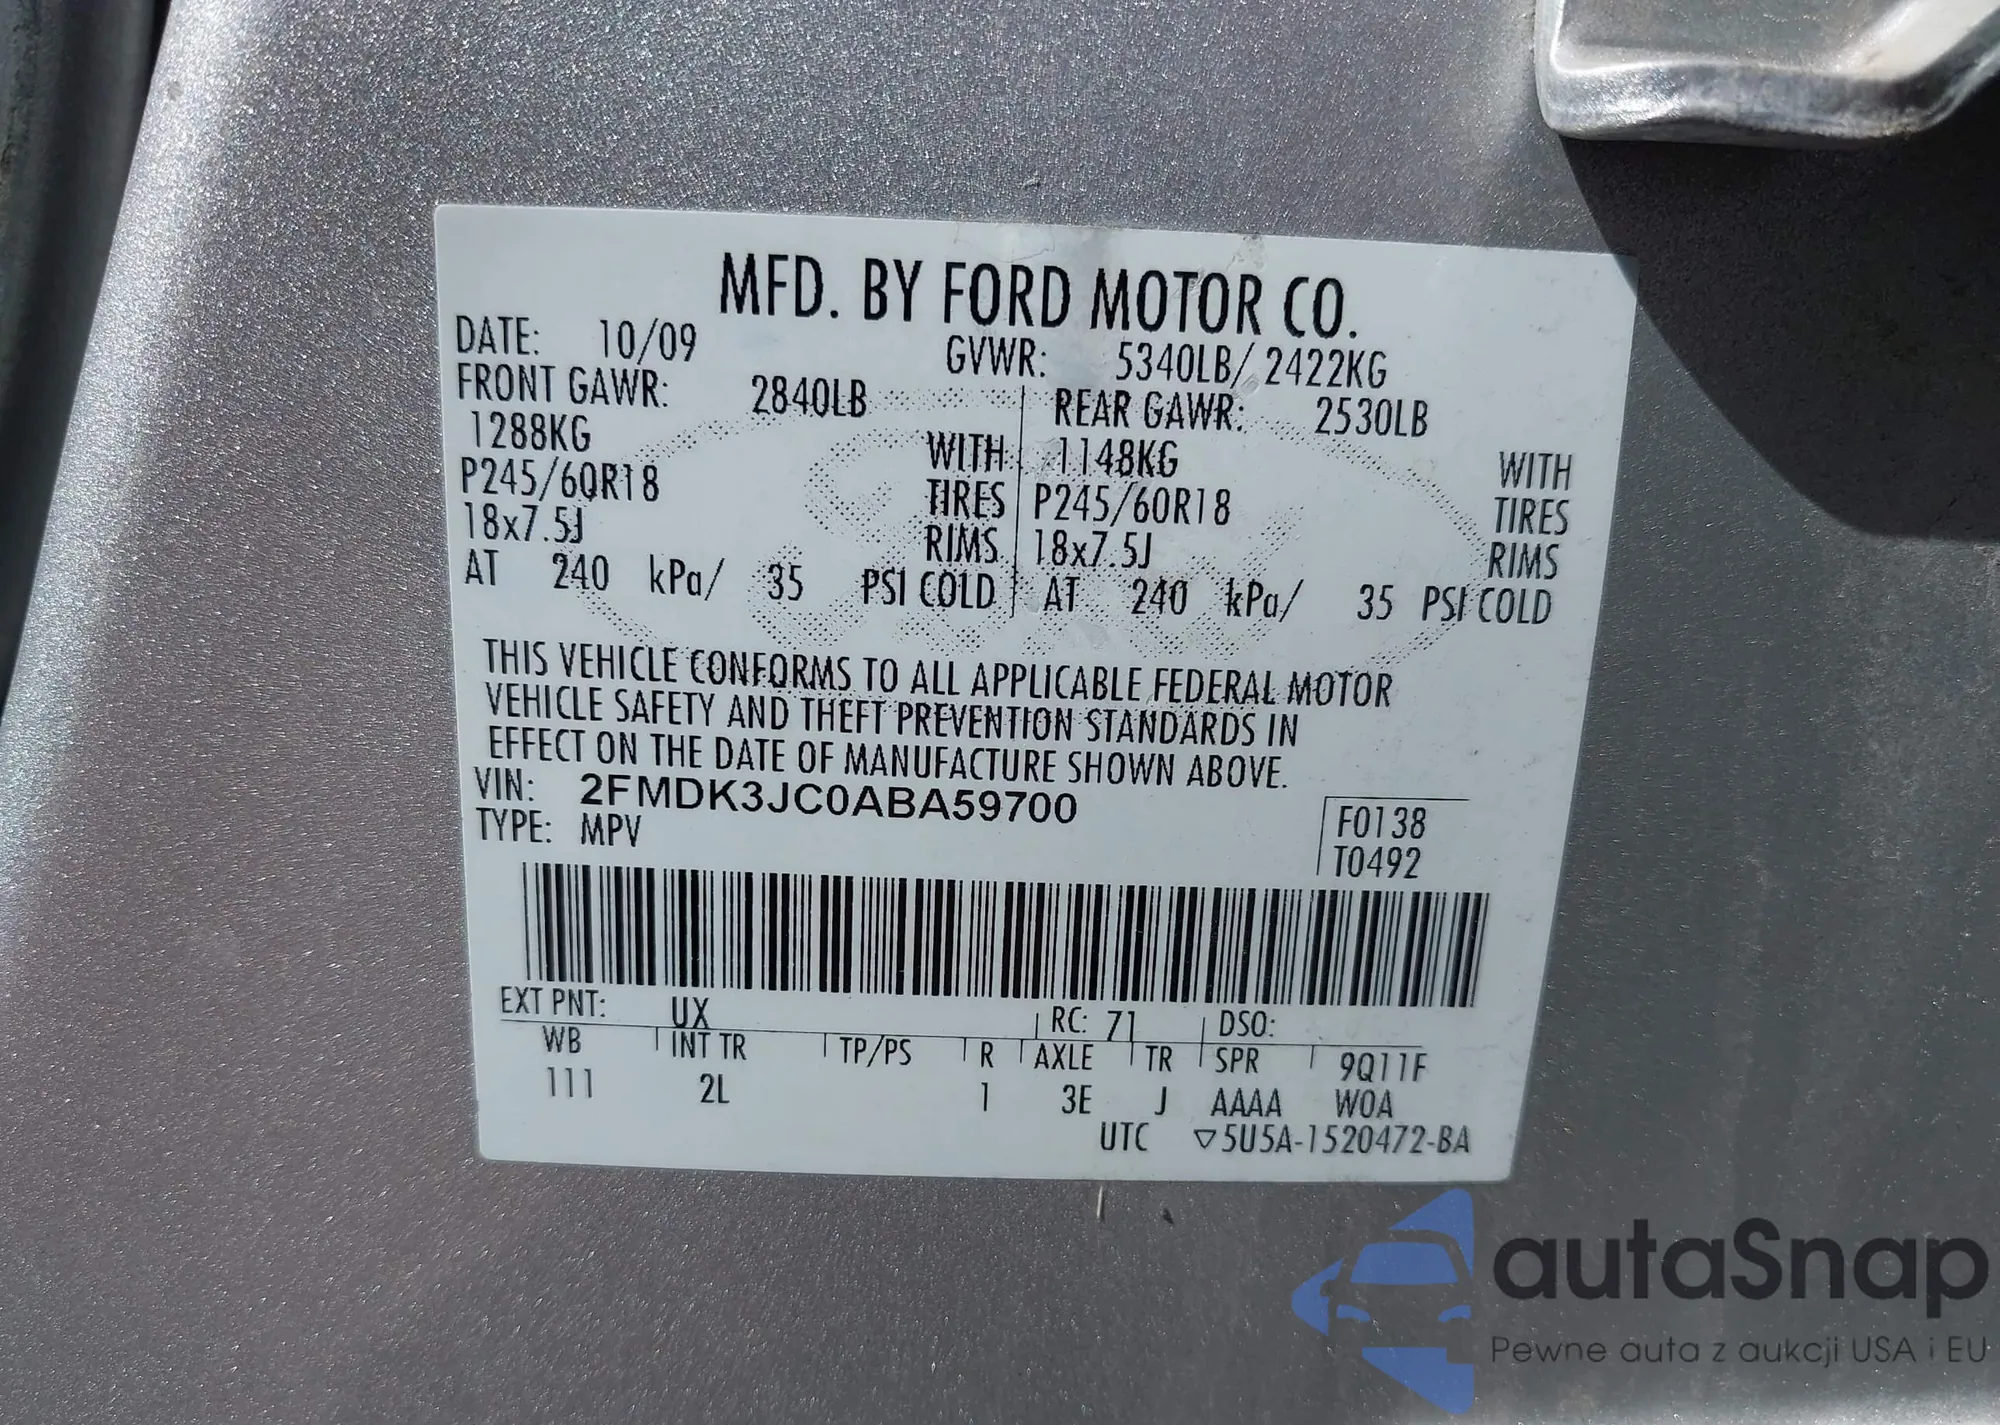 MFD. BY FORD MOTOR CO.
DATE: 10/09 GVWR: 5340LB/ 2422KG
FRONT GAWR: 2840LB REAR GAWR: 2530LB
1288KG WITH 1148KG WITH
P245/60R18 TIRES P245/60R18 TIRES
18x7.5J RIMS 18x7.5J RIMS
AT 240 kPa/ 35 PSI COLD AT 240 kPa/ 35 PSI COLD
THIS VEHICLE CONFORMS TO ALL APPLICABLE FEDERAL MOTOR
VEHICLE SAFETY AND THEFT PREVENTION STANDARDS IN
EFFECT ON THE DATE OF MANUFACTURE SHOWN ABOVE.
VIN: 2FMDK3JC0ABA59700
TYPE: MPV
F0138
T0492
EXT PNT: UX RC: 71 DSO:
WB INT TR TP/PS R AXLE TR SPR 9Q11F
111 2L 1 3E J AAAA W0A
UTC ▽5U5A-1520472-BA
autaSnap
Pewne auta z aukcji USA i EU